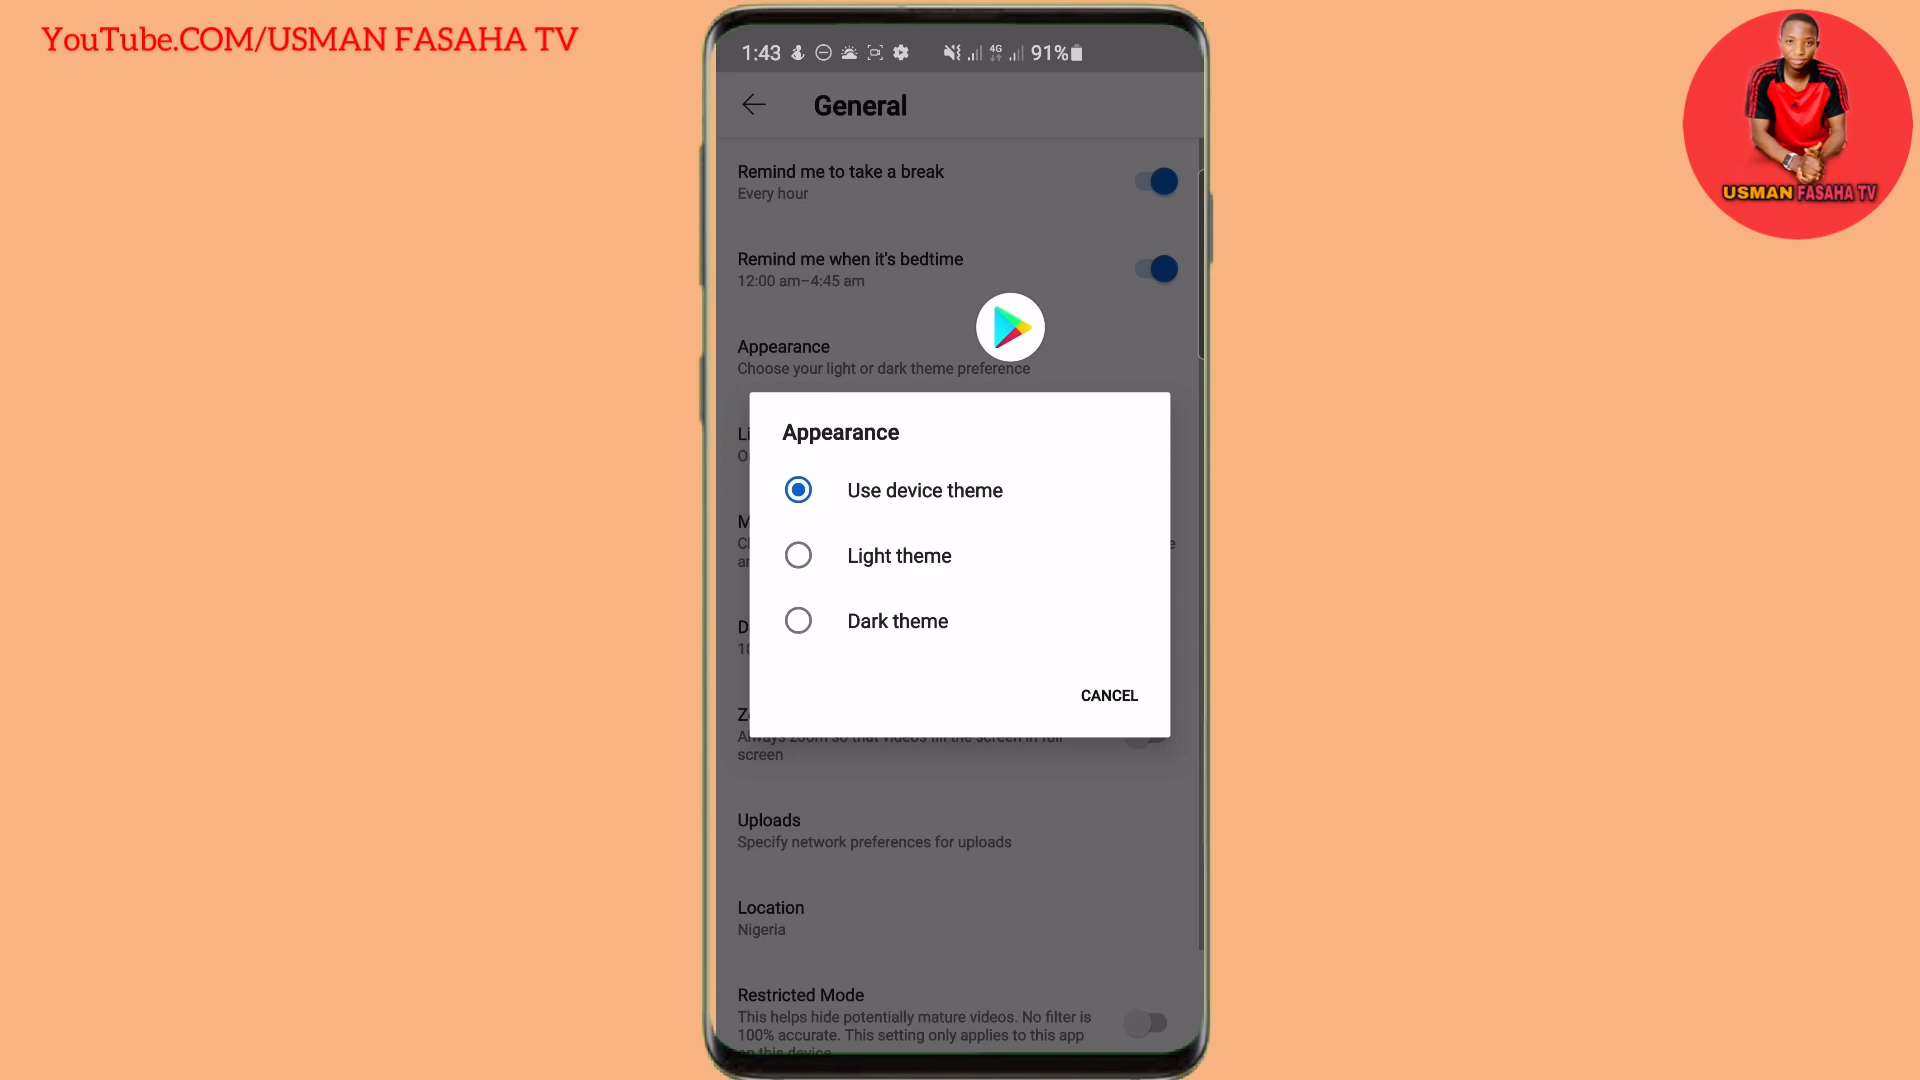 YouTube.COM/USMAN FASAHA TV
USMAN FASAHA TV
1:43
4G
91%
General
Remind me to take a break
Every hour
Remind me when it's bedtime
12:00 am–4:45 am
Appearance
Choose your light or dark theme preference
Appearance
Use device theme
Light theme
Dark theme
CANCEL
screen
Uploads
Specify network preferences for uploads
Location
Nigeria
Restricted Mode
This helps hide potentially mature videos. No filter is
100% accurate. This setting only applies to this app
on this device